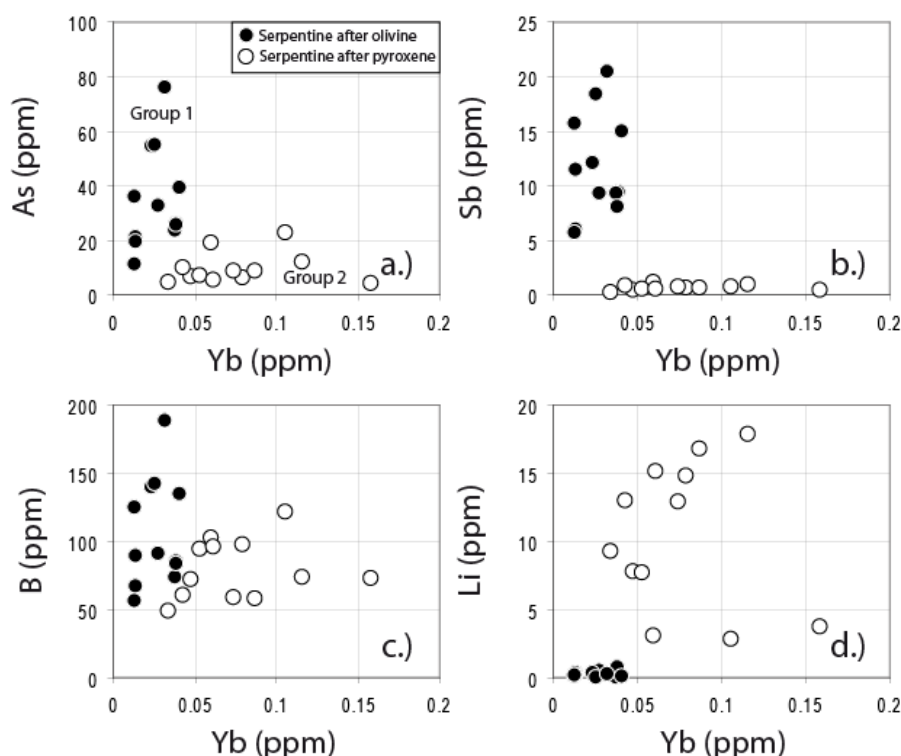 100
80
60
40
20
0
As (ppm)
● Serpentine after olivine
○ Serpentine after pyroxene
Group 1
Group 2
a.)
0 0.05 0.1 0.15 0.2
Yb (ppm)
25
20
15
10
5
0
Sb (ppm)
b.)
0 0.05 0.1 0.15 0.2
Yb (ppm)
200
150
100
50
0
B (ppm)
c.)
0 0.05 0.1 0.15 0.2
Yb (ppm)
20
15
10
5
0
Li (ppm)
d.)
0 0.05 0.1 0.15 0.2
Yb (ppm)